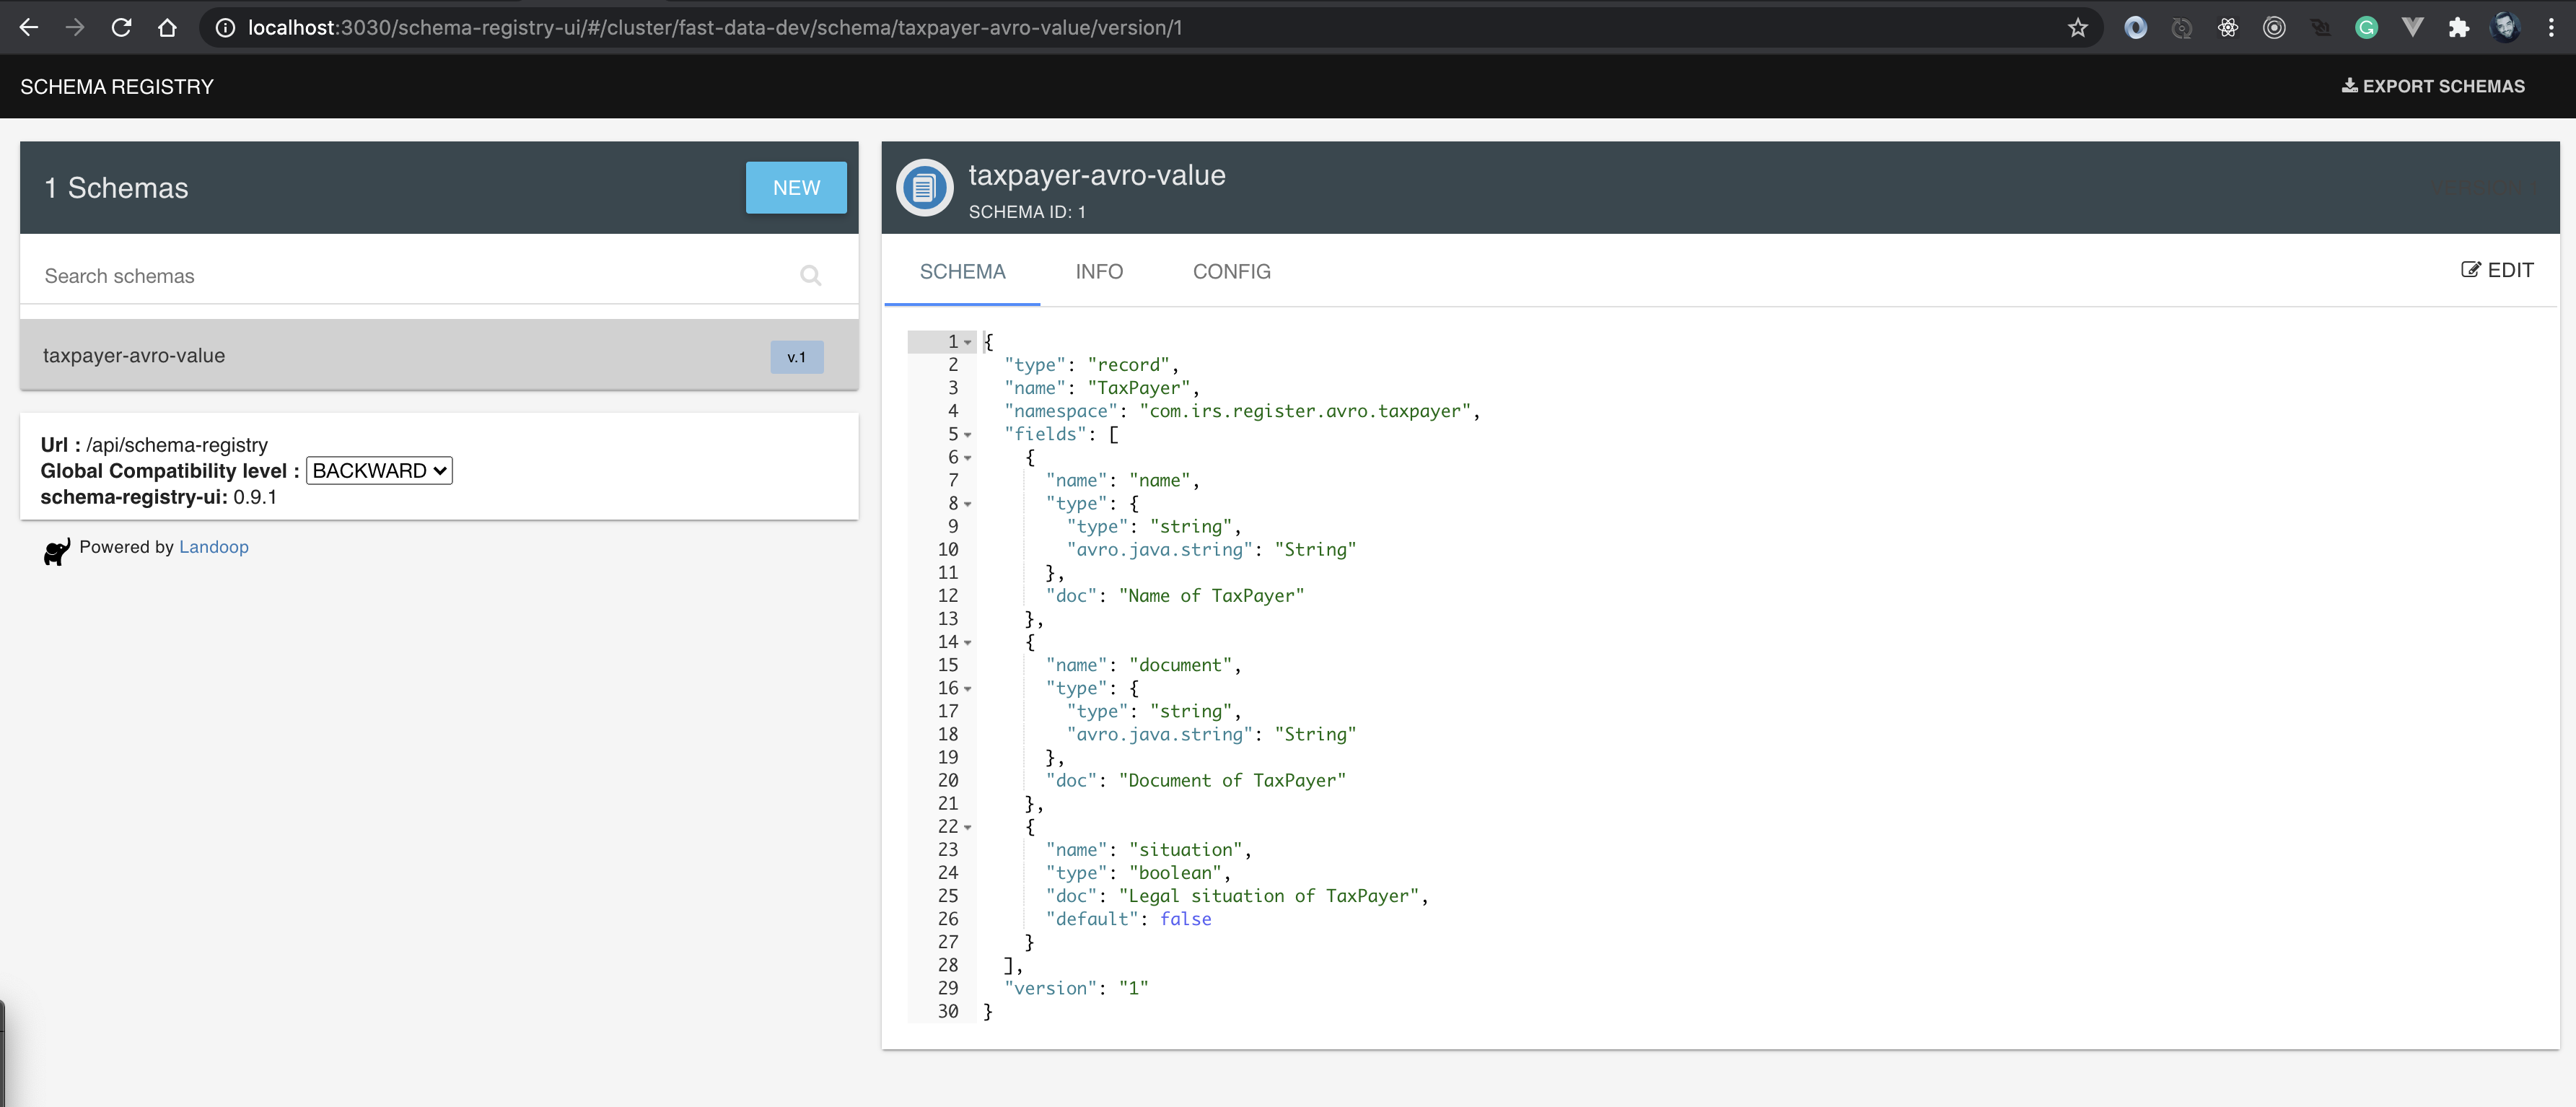 localhost:3030/schema-registry-ui/#/cluster/fast-data-dev/schema/taxpayer-avro-value/version/1
SCHEMA REGISTRY
EXPORT SCHEMAS
1 Schemas
NEW
Search schemas
taxpayer-avro-value
v.1
Url : /api/schema-registry
Global Compatibility level : BACKWARD
schema-registry-ui: 0.9.1
Powered by Landoop
taxpayer-avro-value
SCHEMA ID: 1
SCHEMA
INFO
CONFIG
EDIT
1 {
2 "type": "record",
3 "name": "TaxPayer",
4 "namespace": "com.irs.register.avro.taxpayer",
5 "fields": [
6 {
7 "name": "name",
8 "type": {
9 "type": "string",
10 "avro.java.string": "String"
11 },
12 "doc": "Name of TaxPayer"
13 },
14 {
15 "name": "document",
16 "type": {
17 "type": "string",
18 "avro.java.string": "String"
19 },
20 "doc": "Document of TaxPayer"
21 },
22 {
23 "name": "situation",
24 "type": "boolean",
25 "doc": "Legal situation of TaxPayer",
26 "default": false
27 }
28 ],
29 "version": "1"
30 }